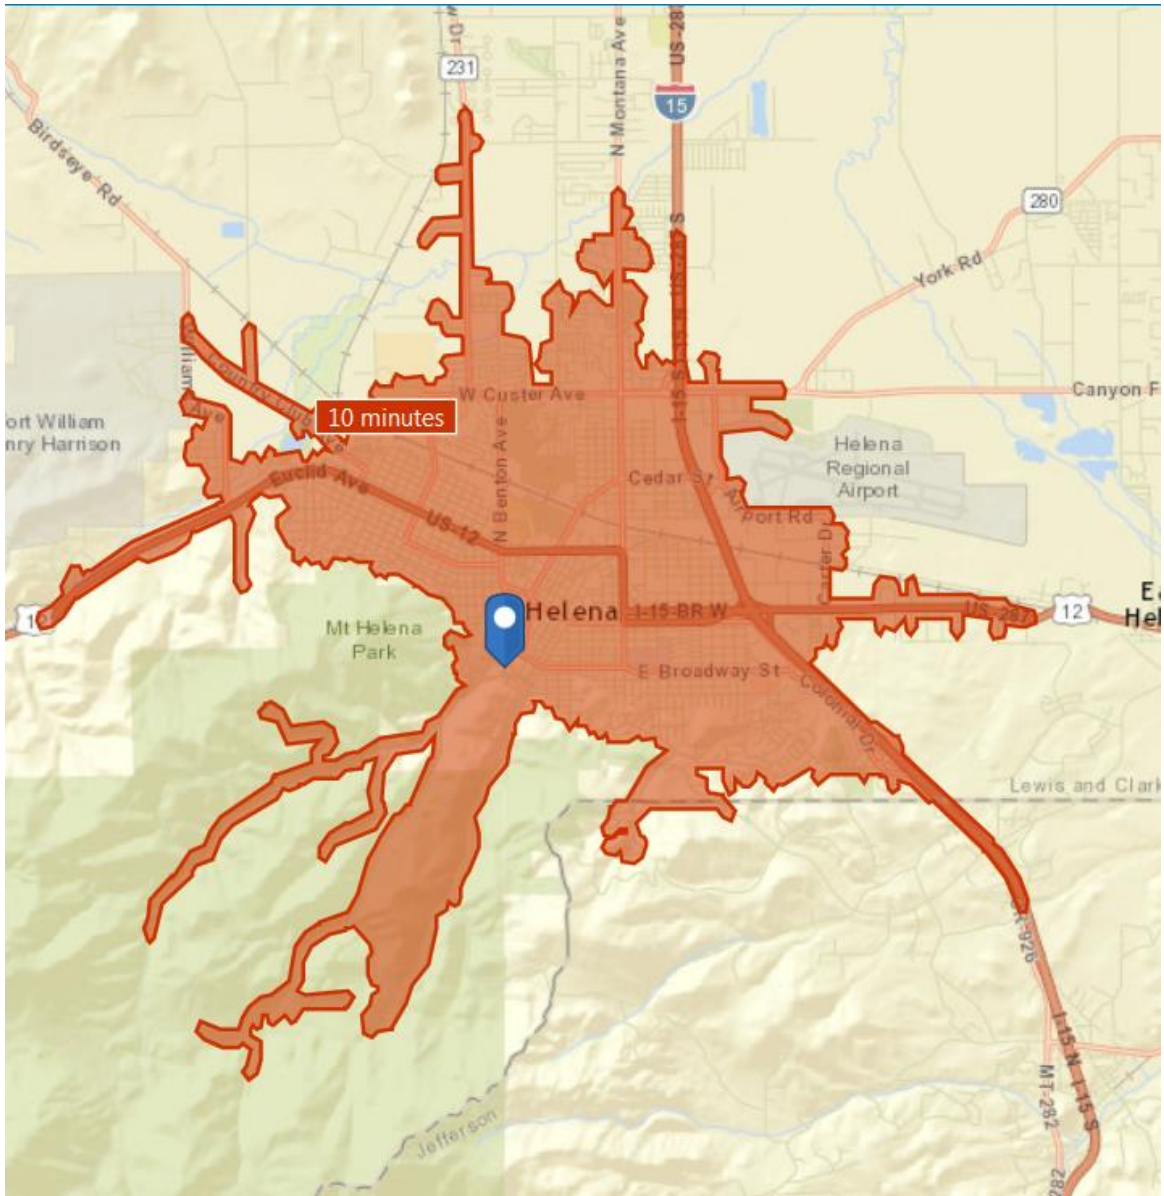 231
N Montana Ave
US-287
15
Birdseye Rd
280
York Rd
W Custer Ave
Canyon F
10 minutes
Ave
ort William
nry Harrison
Helena
Regional
Airport
N Benton Ave
Cedar St
I-15 S
Euclid Ave
US-12
Airport Rd
Carter Dr
Helena
I-15-BR W
US-287
12
Ea
Hel
Mt Helena
Park
E Broadway St
Colonial Dr
Lewis and Clark
I-15 N
I-15 S
MT-282
282
Jefferson